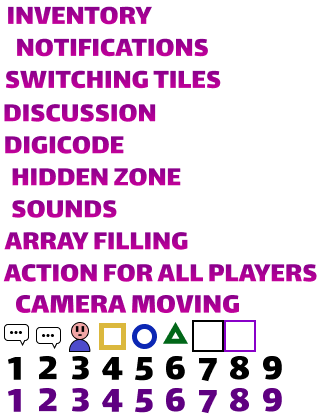 INVENTORY
NOTIFICATIONS
SWITCHING TILES
DISCUSSION
DIGICODE
HIDDEN ZONE
SOUNDS
ARRAY FILLING
ACTION FOR ALL PLAYERS
CAMERA MOVING
1 2 3 4 5 6 7 8 9
1 2 3 4 5 6 7 8 9